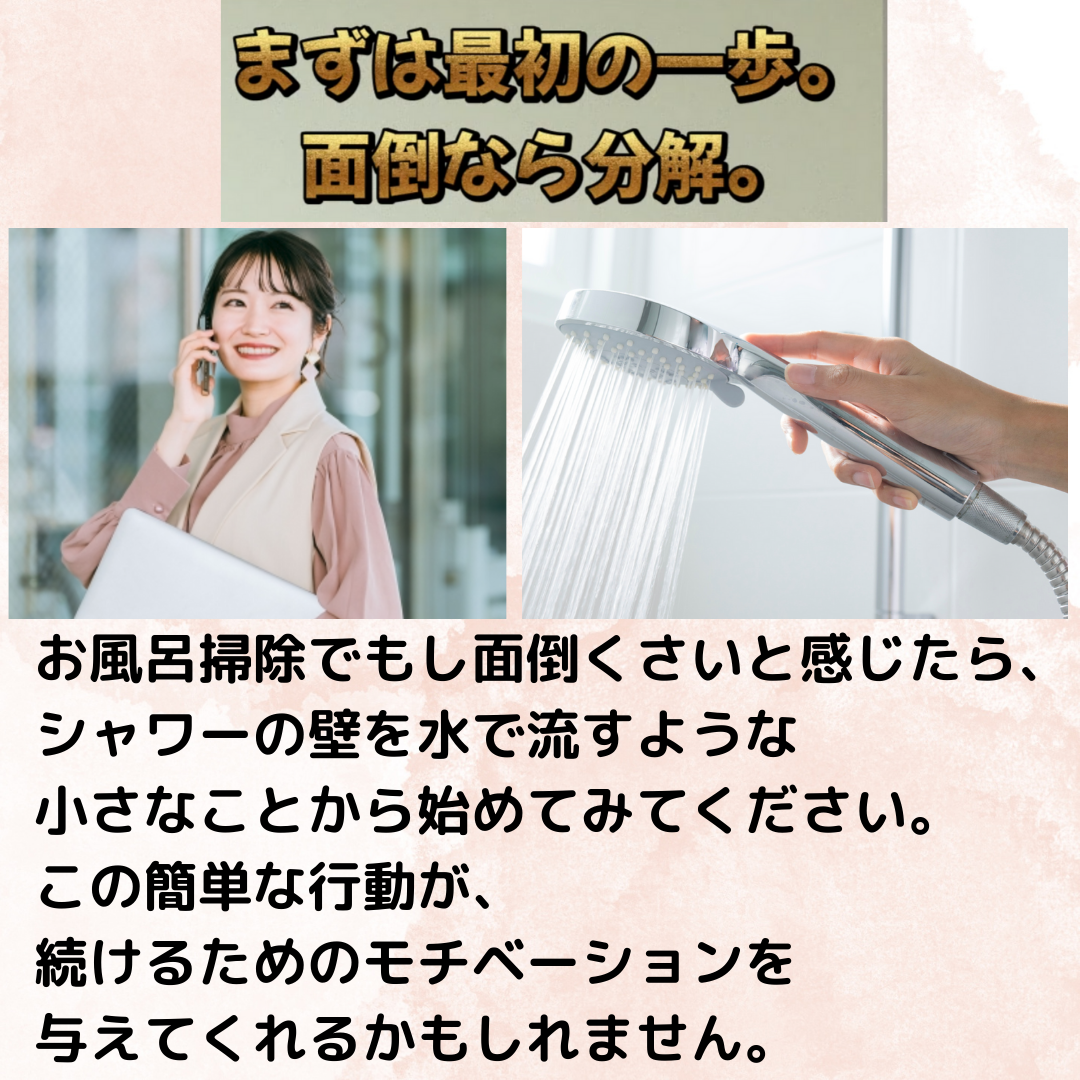 まずは最初の一歩。
面倒なら分解。
お風呂掃除でもし面倒くさいと感じたら、
シャワーの壁を水で流すような
小さなことから始めてみてください。
この簡単な行動が、
続けるためのモチベーションを
与えてくれるかもしれません。